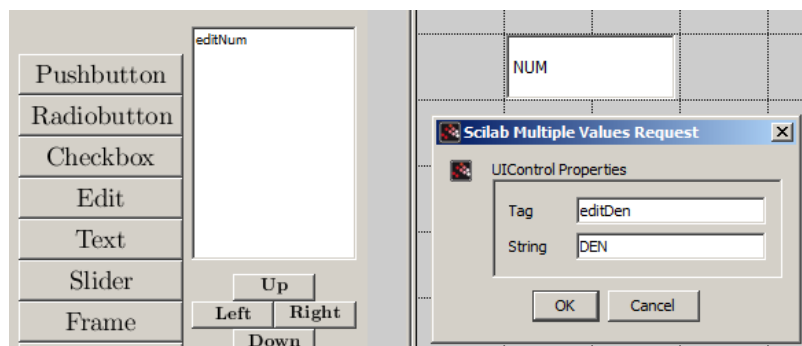 editNum
Pushbutton
Radiobutton
Checkbox
Edit
Text
Slider
Frame
Up
Left Right
Down
NUM
Scilab Multiple Values Request
UIControl Properties
Tag editDen
String DEN
OK Cancel